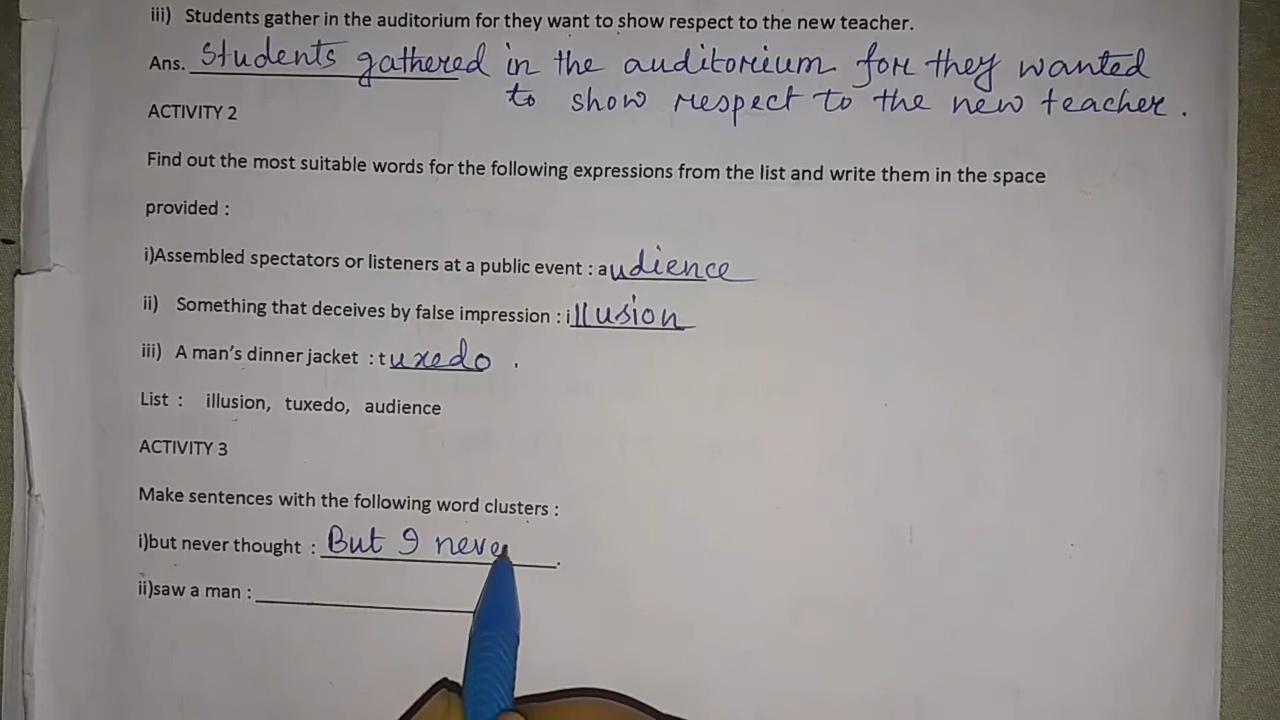 iii) Students gather in the auditorium for they want to show respect to the new teacher.
Ans. Students gathered in the auditorium for they wanted
to show respect to the new teacher.
ACTIVITY 2
Find out the most suitable words for the following expressions from the list and write them in the space
provided :
i)Assembled spectators or listeners at a public event : audience
ii) Something that deceives by false impression : illusion
iii) A man's dinner jacket : tuxedo .
List : illusion, tuxedo, audience
ACTIVITY 3
Make sentences with the following word clusters :
i)but never thought : But I neve .
ii)saw a man :